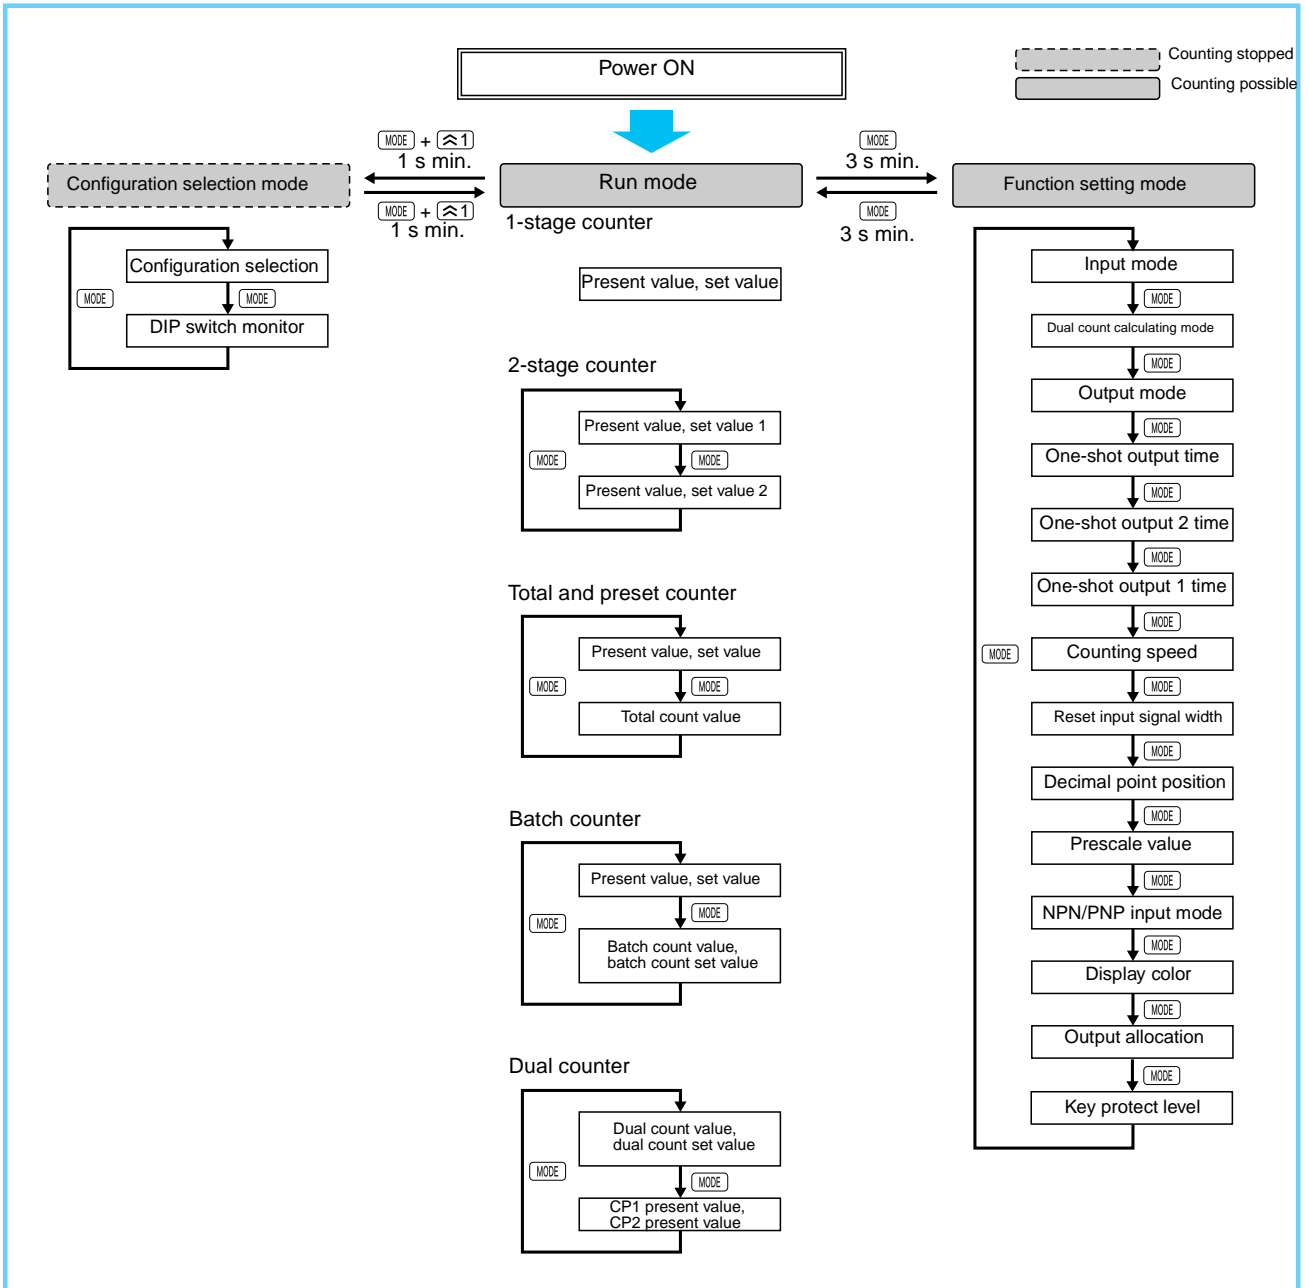 Power ON
Counting stopped
Counting possible
MODE + 1
1 s min.
MODE
3 s min.
Configuration selection mode
Run mode
Function setting mode
MODE + 1
1 s min.
MODE
3 s min.
1-stage counter
Present value, set value
Configuration selection
MODE
MODE
DIP switch monitor
2-stage counter
Present value, set value 1
MODE
MODE
Present value, set value 2
Total and preset counter
Present value, set value
MODE
MODE
Total count value
Batch counter
Present value, set value
MODE
MODE
Batch count value,
batch count set value
Dual counter
Dual count value,
dual count set value
MODE
MODE
CP1 present value,
CP2 present value
Input mode
MODE
Dual count calculating mode
MODE
Output mode
MODE
One-shot output time
MODE
One-shot output 2 time
MODE
One-shot output 1 time
MODE
MODE
Counting speed
MODE
Reset input signal width
MODE
Decimal point position
MODE
Prescale value
MODE
NPN/PNP input mode
MODE
Display color
MODE
Output allocation
MODE
Key protect level